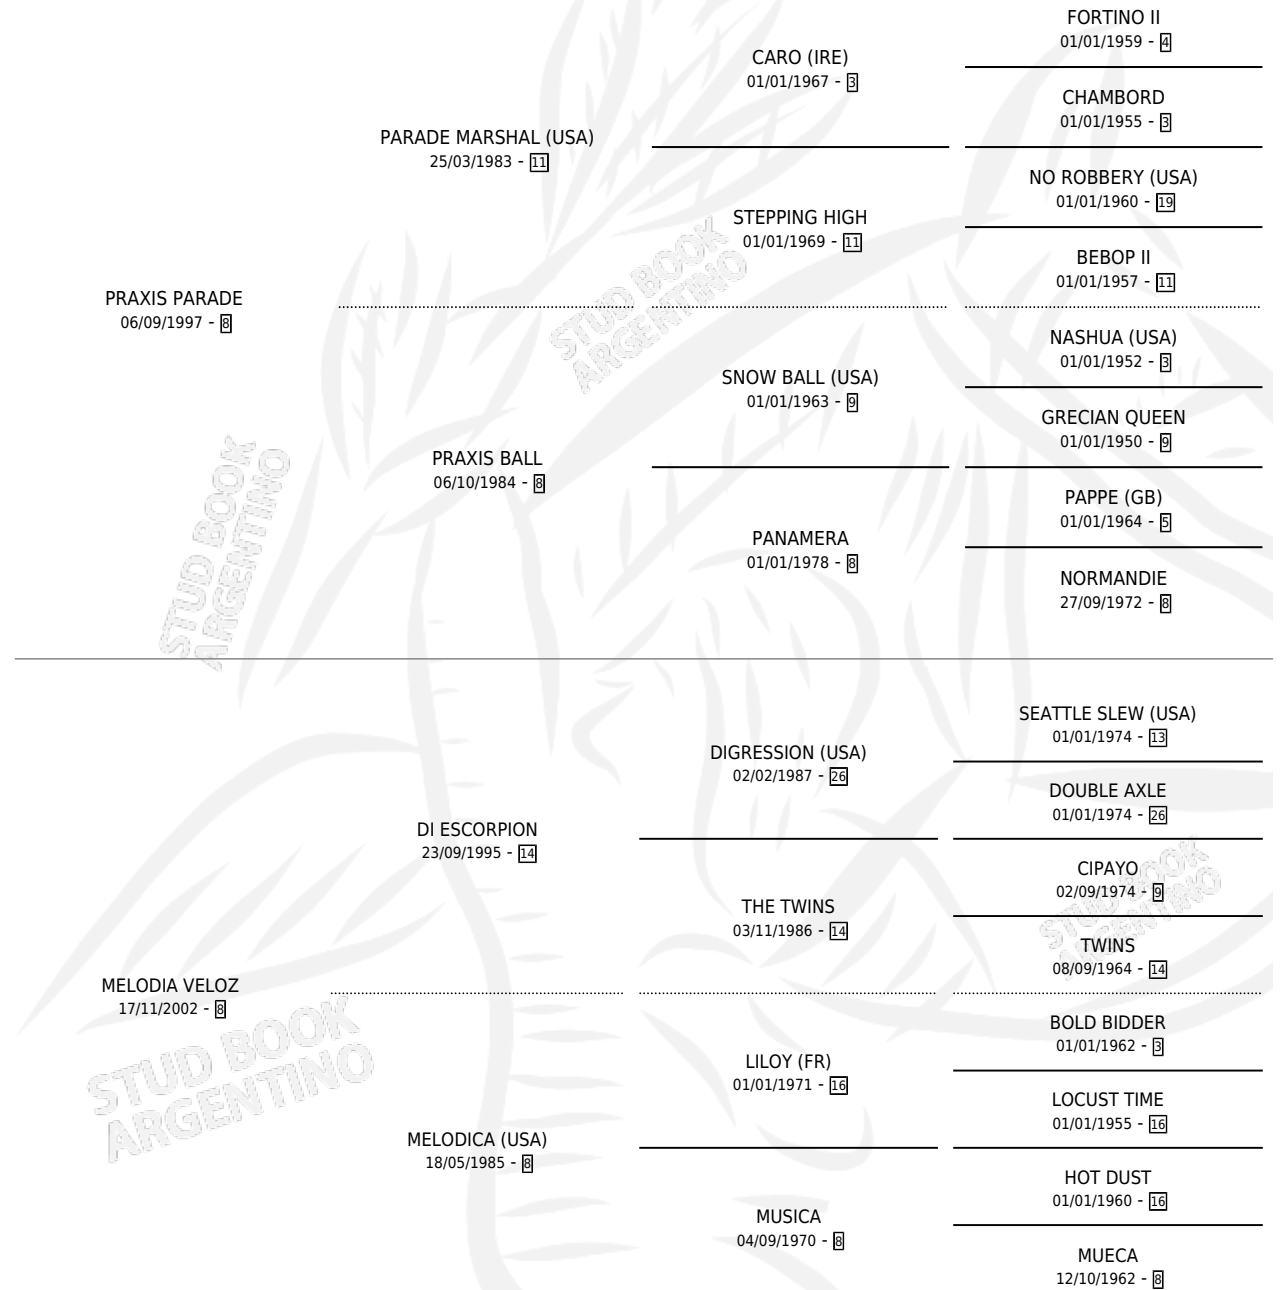 FORTINO II
01/01/1959 - 4
CARO (IRE)
01/01/1967 - 3
CHAMBORD
01/01/1955 - 3
PARADE MARSHAL (USA)
25/03/1983 - 11
NO ROBBERY (USA)
01/01/1960 - 19
STEPPING HIGH
01/01/1969 - 11
BEBOP II
01/01/1957 - 11
PRAXIS PARADE
06/09/1997 - 8
NASHUA (USA)
01/01/1952 - 3
SNOW BALL (USA)
01/01/1963 - 9
GRECIAN QUEEN
01/01/1950 - 9
PRAXIS BALL
06/10/1984 - 8
PAPPE (GB)
01/01/1964 - 5
PANAMERA
01/01/1978 - 8
NORMANDIE
27/09/1972 - 8
STUD BOOK
ARGENTINO
STUD BOOK
ARGENTINO
SEATTLE SLEW (USA)
01/01/1974 - 13
DIGRESSION (USA)
02/02/1987 - 26
DOUBLE AXLE
01/01/1974 - 26
DI ESCORPION
23/09/1995 - 14
CIPAYO
02/09/1974 - 9
THE TWINS
03/11/1986 - 14
TWINS
08/09/1964 - 14
MELODIA VELOZ
17/11/2002 - 8
BOLD BIDDER
01/01/1962 - 3
LILOY (FR)
01/01/1971 - 16
LOCUST TIME
01/01/1955 - 16
MELODICA (USA)
18/05/1985 - 8
HOT DUST
01/01/1960 - 16
MUSICA
04/09/1970 - 8
MUECA
12/10/1962 - 8
STUD BOOK
ARGENTINO
STUD BOOK
ARGENTINO